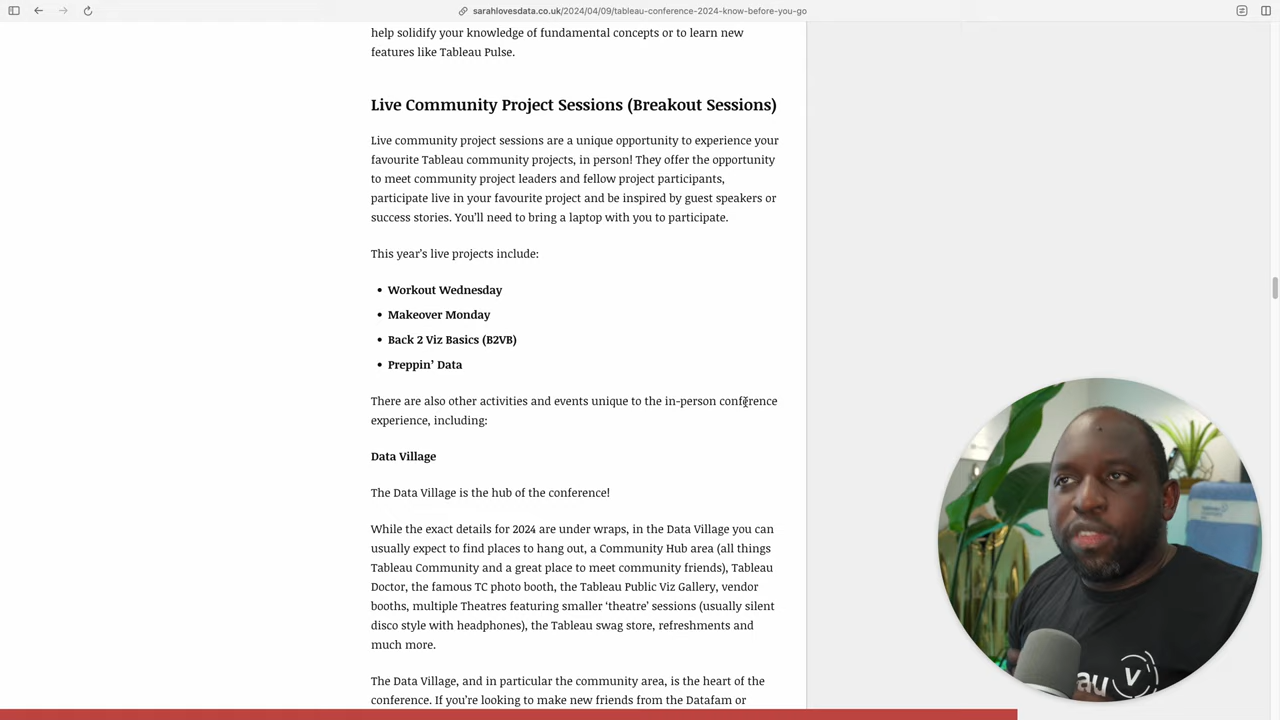 sarahlovesdata.co.uk/2024/04/09/tableau-conference-2024-know-before-you-go
help solidify your knowledge of fundamental concepts or to learn new
features like Tableau Pulse.
Live Community Project Sessions (Breakout Sessions)
Live community project sessions are a unique opportunity to experience your
favourite Tableau community projects, in person! They offer the opportunity
to meet community project leaders and fellow project participants,
participate live in your favourite project and be inspired by guest speakers or
success stories. You’ll need to bring a laptop with you to participate.
This year’s live projects include:
• Workout Wednesday
• Makeover Monday
• Back 2 Viz Basics (B2VB)
• Preppin’ Data
There are also other activities and events unique to the in-person conference
experience, including:
Data Village
The Data Village is the hub of the conference!
While the exact details for 2024 are under wraps, in the Data Village you can
usually expect to find places to hang out, a Community Hub area (all things
Tableau Community and a great place to meet community friends), Tableau
Doctor, the famous TC photo booth, the Tableau Public Viz Gallery, vendor
booths, multiple Theatres featuring smaller ‘theatre’ sessions (usually silent
disco style with headphones), the Tableau swag store, refreshments and
much more.
The Data Village, and in particular the community area, is the heart of the
conference. If you’re looking to make new friends from the Datafam or
au V